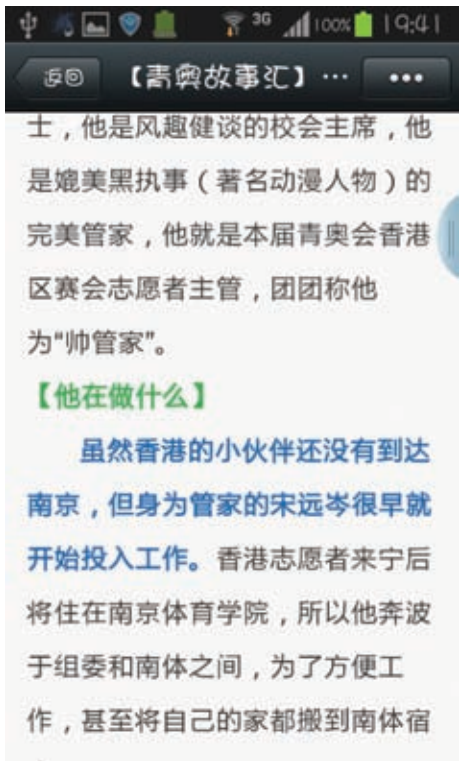 3G 100% 19:41
返回 【青奥故事汇】… •••
士，他是风趣健谈的校会主席，他
是媲美黑执事（著名动漫人物）的
完美管家，他就是本届青奥会香港
区赛会志愿者主管，团团称他
为“帅管家”。
【他在做什么】
虽然香港的小伙伴还没有到达
南京，但身为管家的宋远岑很早就
开始投入工作。香港志愿者来宁后
将住在南京体育学院，所以他奔波
于组委和南体之间，为了方便工
作，甚至将自己的家都搬到南体宿